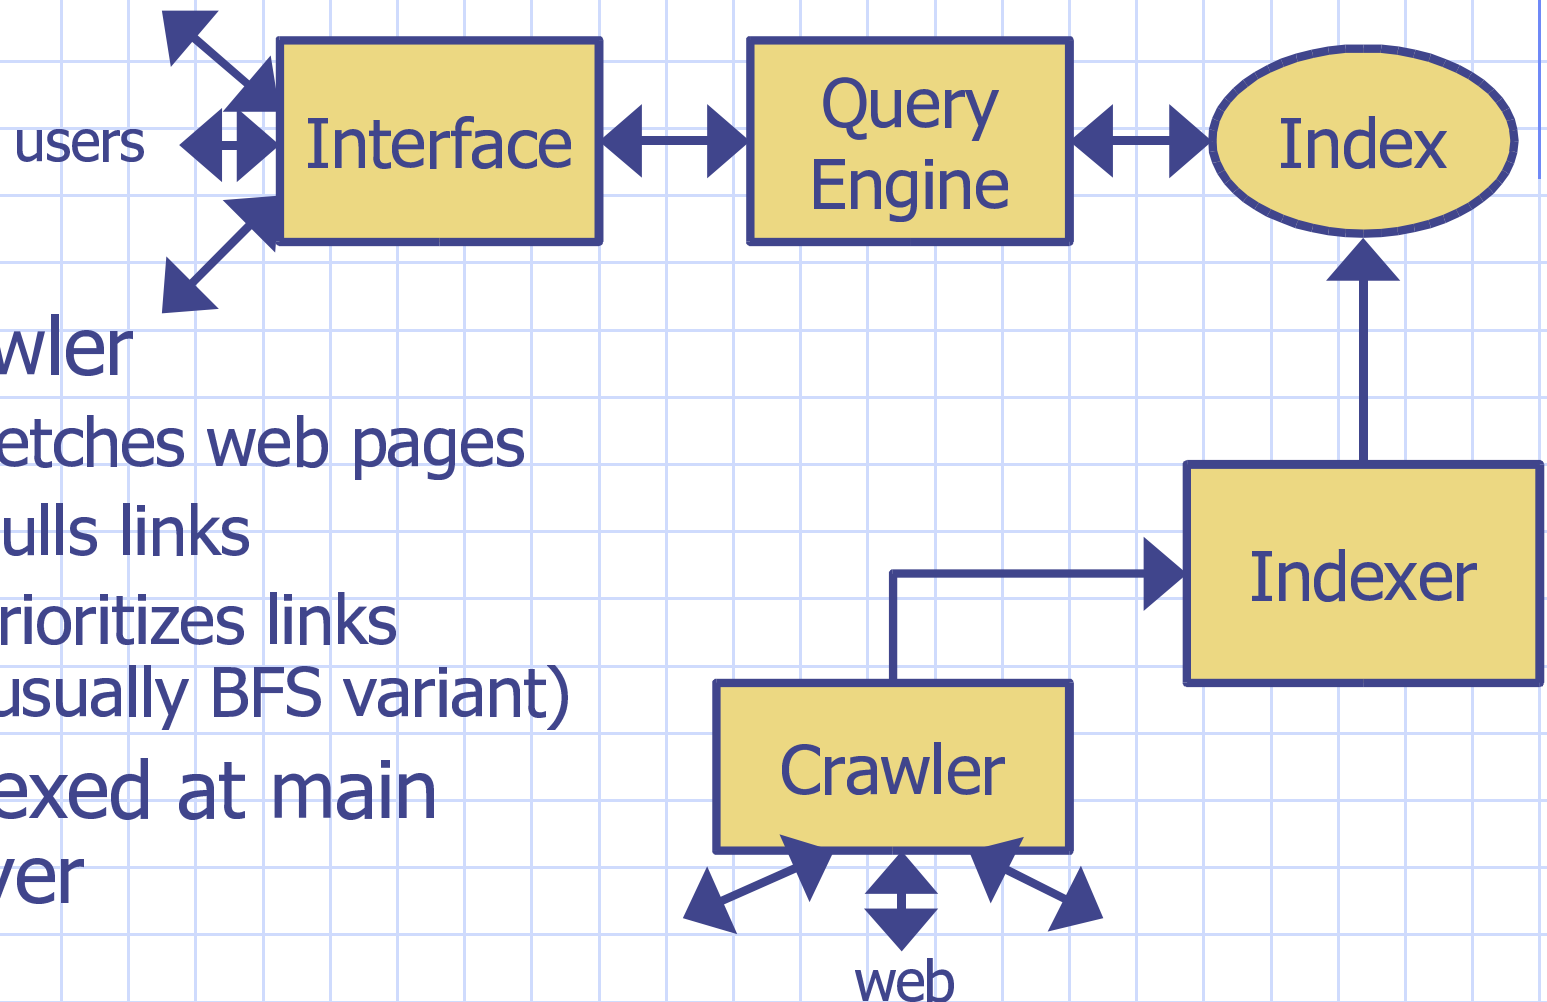 users
Interface
Query
Engine
Index
wler
etches web pages
ulls links
rioritizes links
usually BFS variant)
exed at main
ver
Indexer
Crawler
web